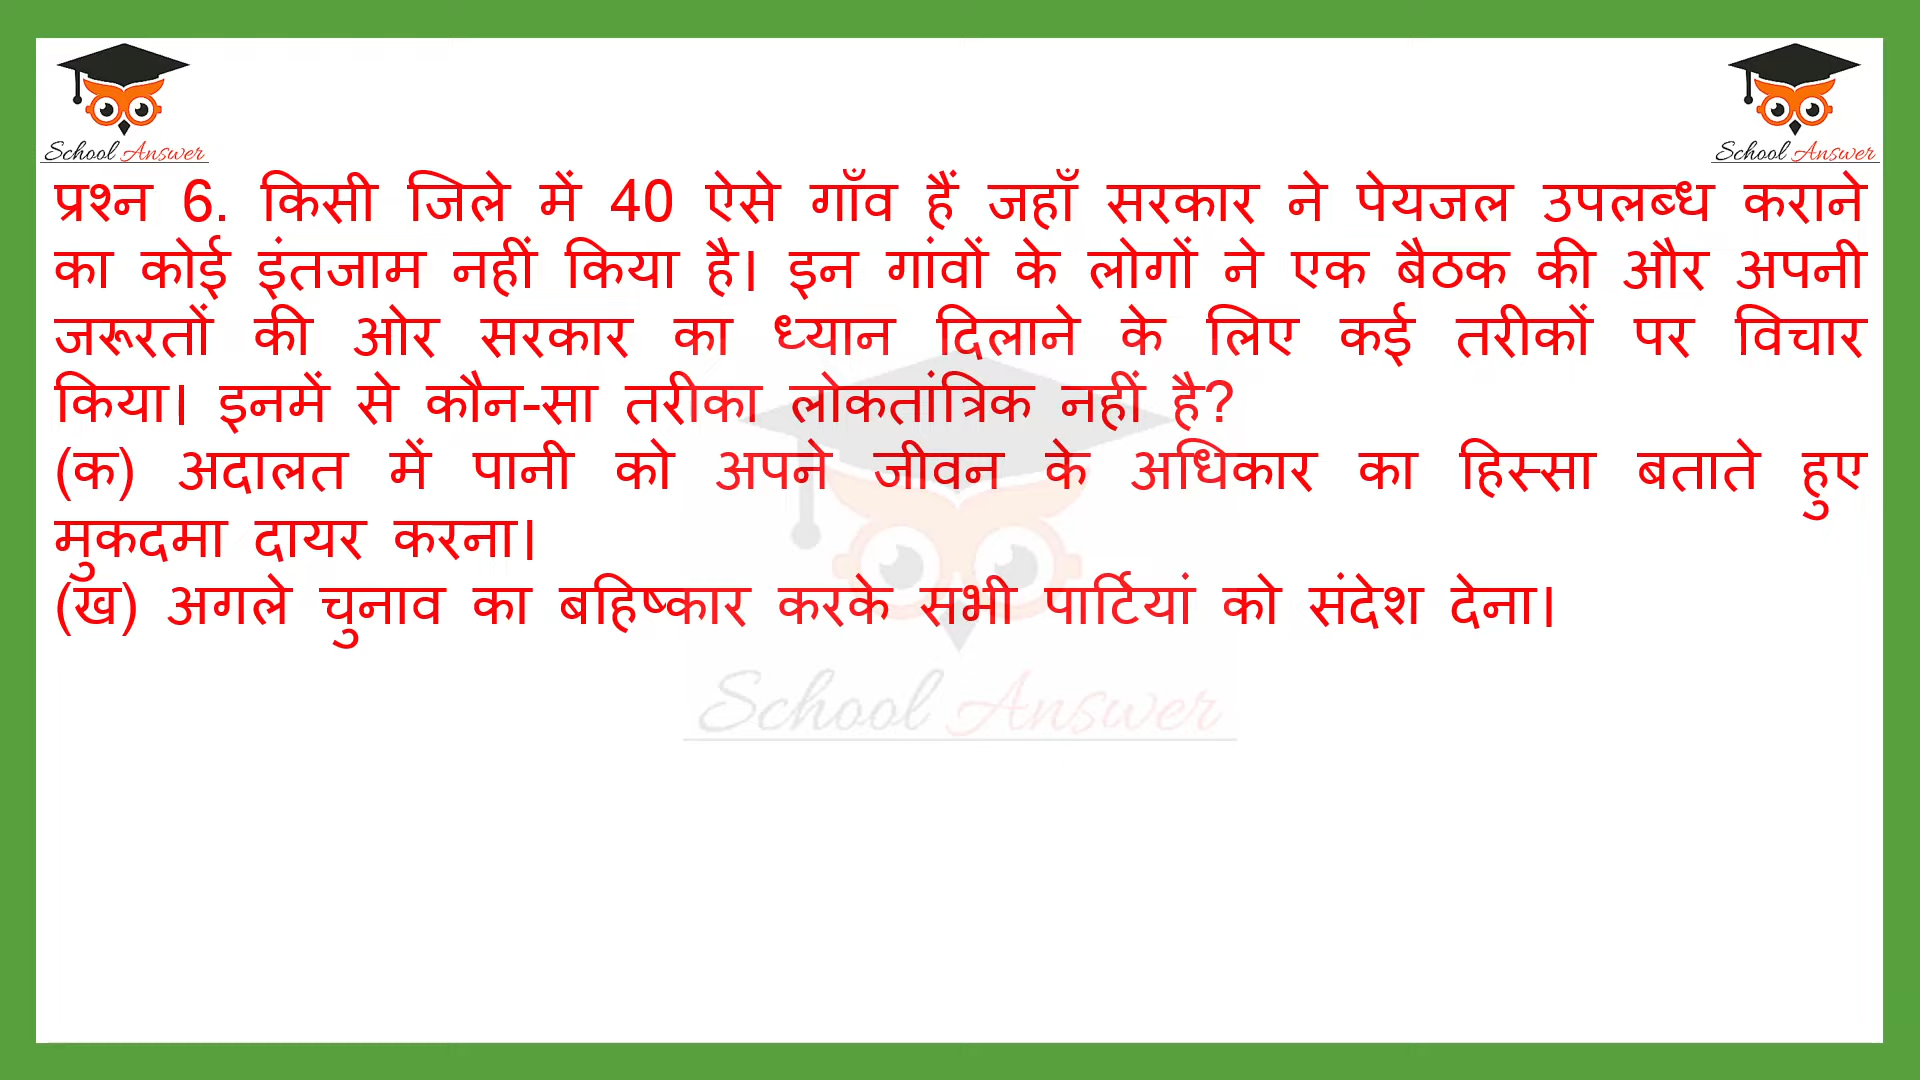 School Answer
School Answer
प्रश्न 6. किसी जिले में 40 ऐसे गाँव हैं जहाँ सरकार ने पेयजल उपलब्ध कराने
का कोई इंतजाम नहीं किया है। इन गांवों के लोगों ने एक बैठक की और अपनी
जरूरतों की ओर सरकार का ध्यान दिलाने के लिए कई तरीकों पर विचार
किया। इनमें से कौन-सा तरीका लोकतांत्रिक नहीं है?
(क) अदालत में पानी को अपने जीवन के अधिकार का हिस्सा बताते हुए
मुकदमा दायर करना।
(ख) अगले चुनाव का बहिष्कार करके सभी पार्टियां को संदेश देना।
School Answer